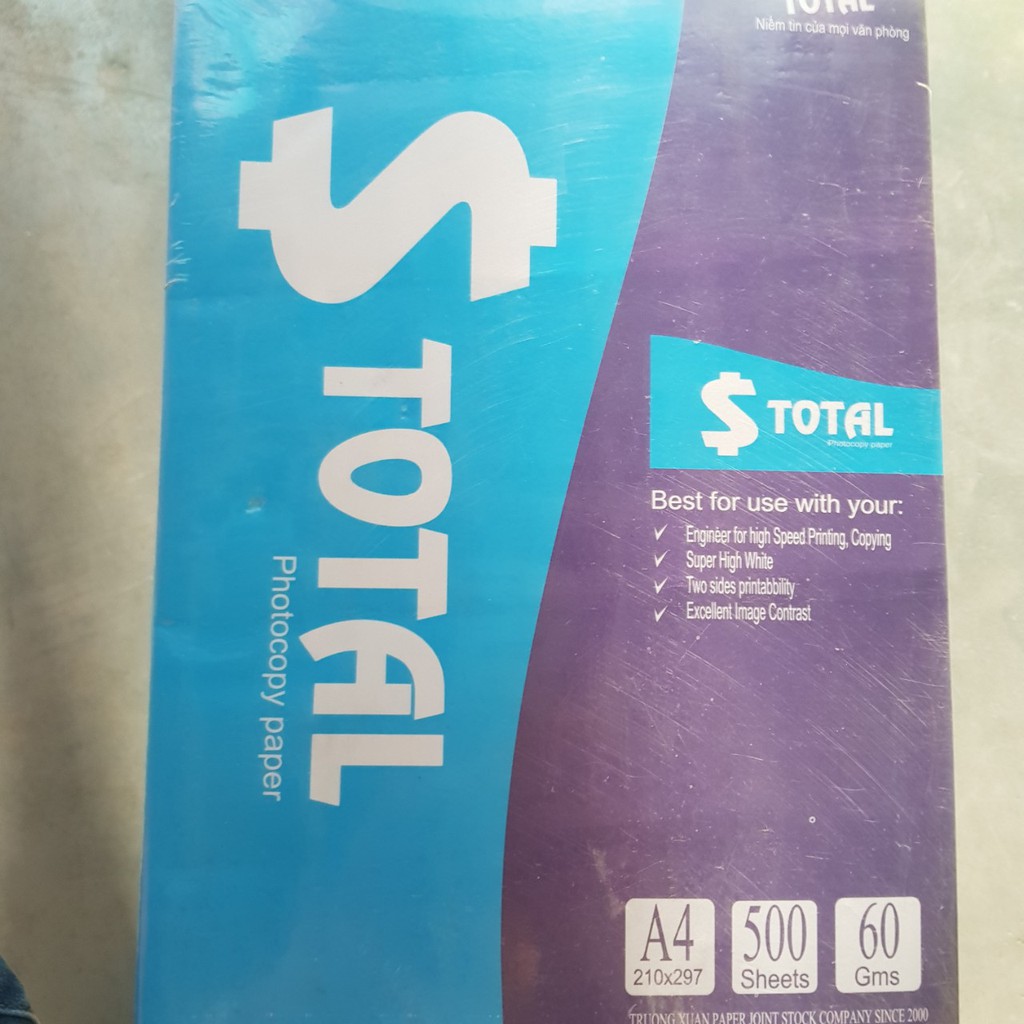 TOTAL
Niềm tin của mọi văn phòng
$ TOTAL
Photocopy paper
$ TOTAL
Photocopy paper
Best for use with your:
✓ Engineer for high Speed Printing, Copying
✓ Super High White
✓ Two sides printabbility
✓ Excellent Image Contrast
A4
210x297
500
Sheets
60
Gms
TRUONG XUAN PAPER JOINT STOCK COMPANY SINCE 2000